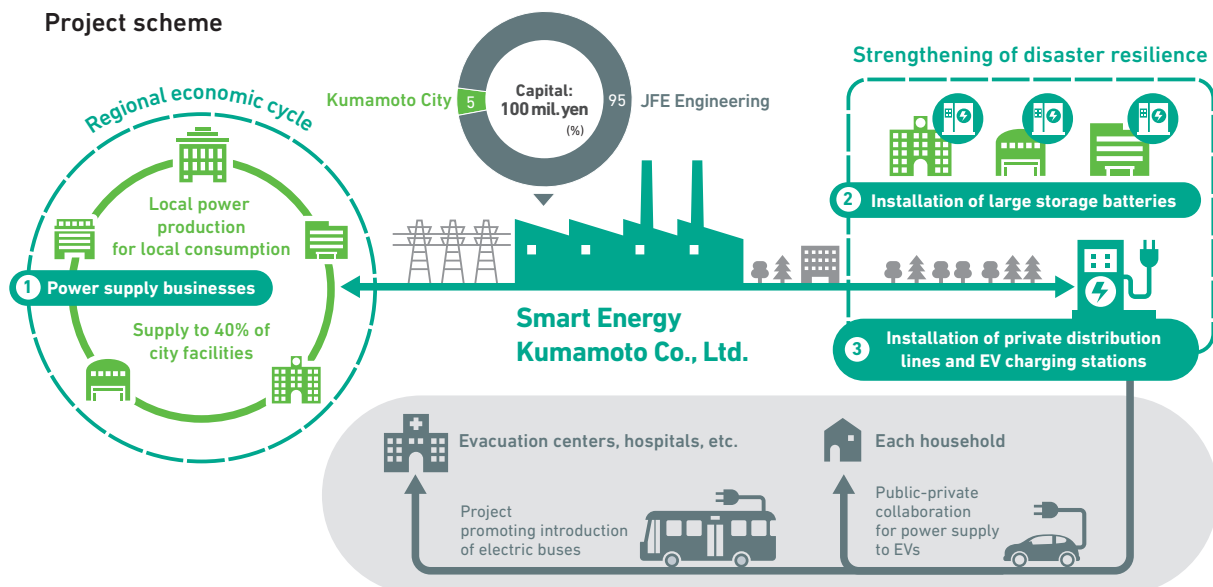 Project scheme
Kumamoto City
5
Capital:
100 mil. yen
(%)
95
JFE Engineering
Strengthening of disaster resilience
Regional economic cycle
Local power
production
for local consumption
1 Power supply businesses
Supply to 40% of
city facilities
Smart Energy
Kumamoto Co., Ltd.
2 Installation of large storage batteries
3 Installation of private distribution
lines and EV charging stations
Evacuation centers, hospitals, etc.
Project
promoting introduction
of electric buses
Each household
Public-private
collaboration
for power supply
to EVs